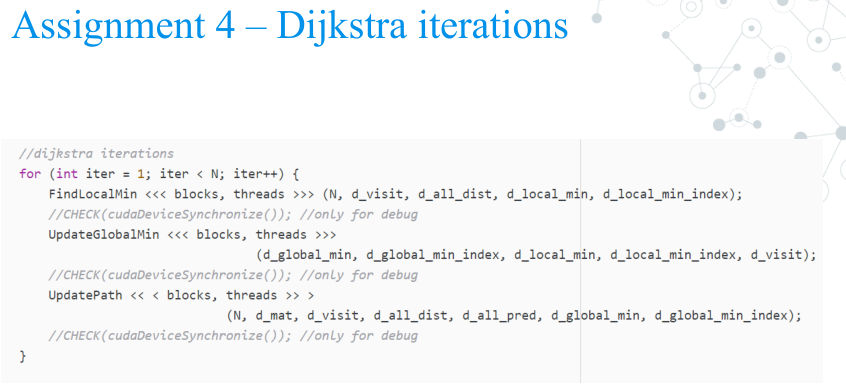 Assignment 4 – Dijkstra iterations
//dijkstra iterations
for (int iter = 1; iter < N; iter++) {
FindLocalMin <<< blocks, threads >>> (N, d_visit, d_all_dist, d_local_min, d_local_min_index);
//CHECK(cudaDeviceSynchronize()); //only for debug
UpdateGlobalMin <<< blocks, threads >>>
(d_global_min, d_global_min_index, d_local_min, d_local_min_index, d_visit);
//CHECK(cudaDeviceSynchronize()); //only for debug
UpdatePath << < blocks, threads >> >
(N, d_mat, d_visit, d_all_dist, d_all_pred, d_global_min, d_global_min_index);
//CHECK(cudaDeviceSynchronize()); //only for debug
}